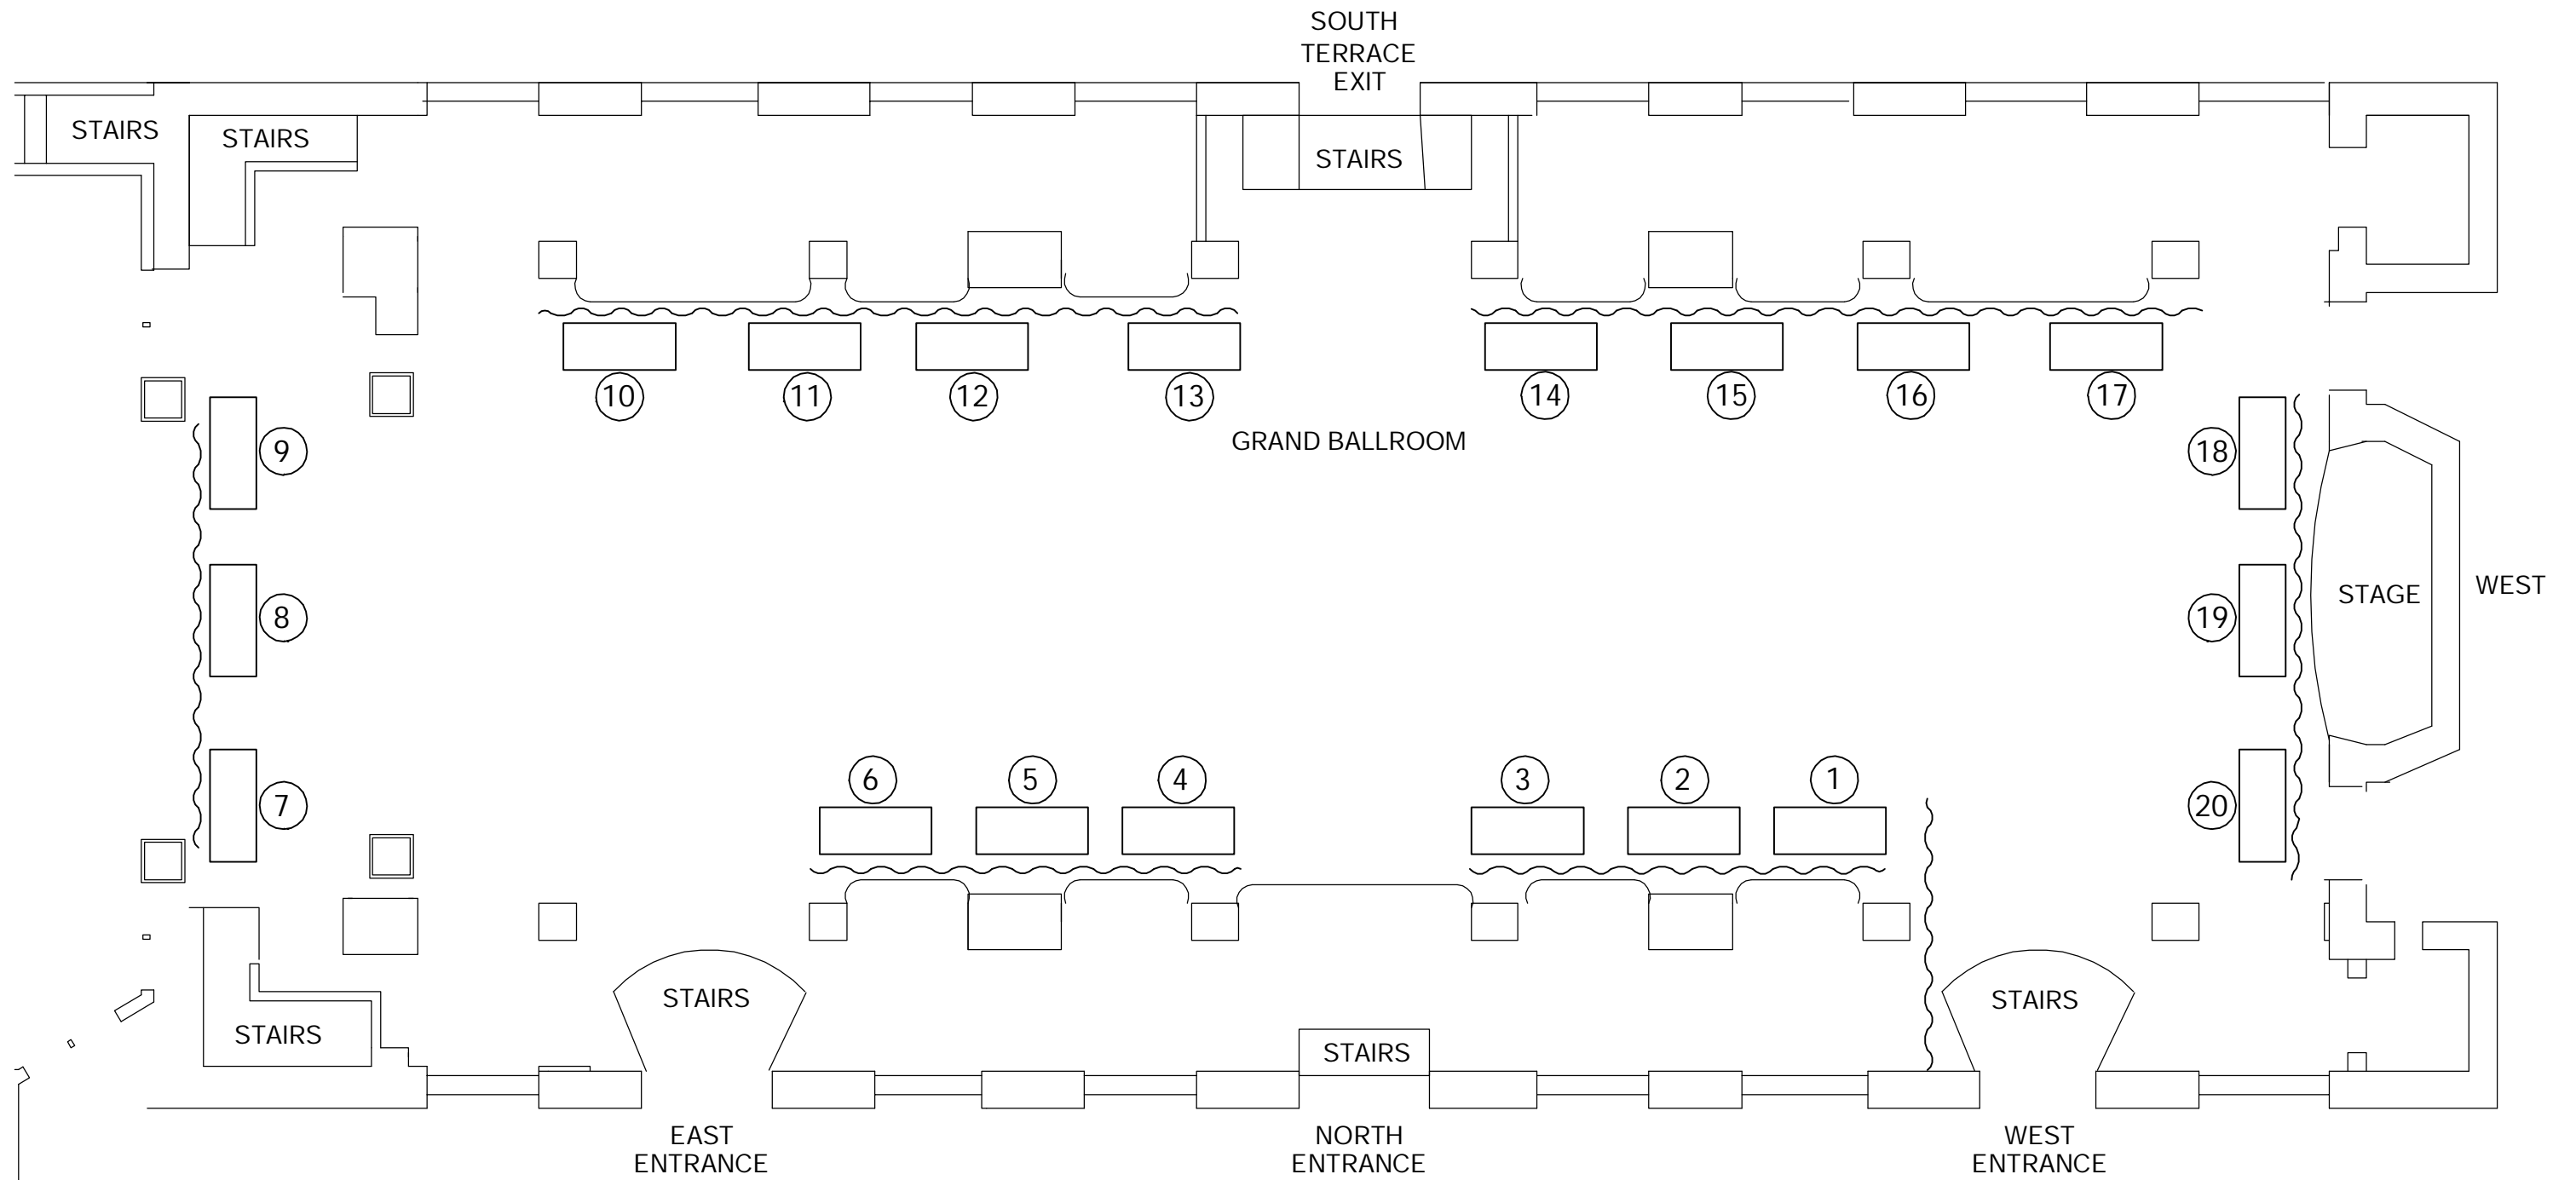 SOUTH
TERRACE
EXIT
STAIRS
STAIRS
STAIRS
10
11
12
13
14
15
16
17
GRAND BALLROOM
9
18
8
19
STAGE
WEST
7
20
6
5
4
3
2
1
STAIRS
STAIRS
STAIRS
STAIRS
EAST
ENTRANCE
NORTH
ENTRANCE
WEST
ENTRANCE